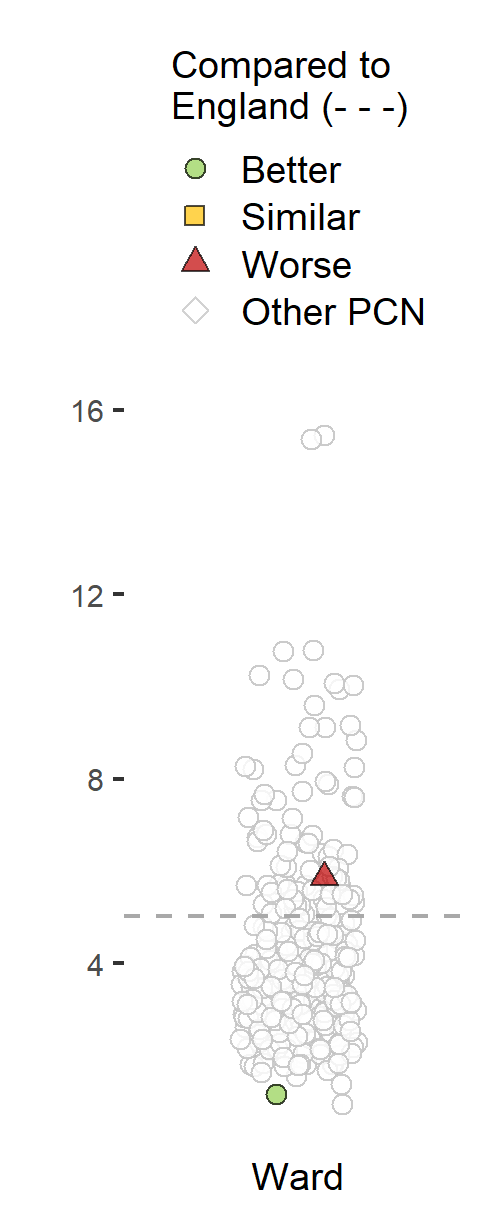 Compared to
England (- - -)
Better
Similar
Worse
Other PCN
16
12
8
4
Ward